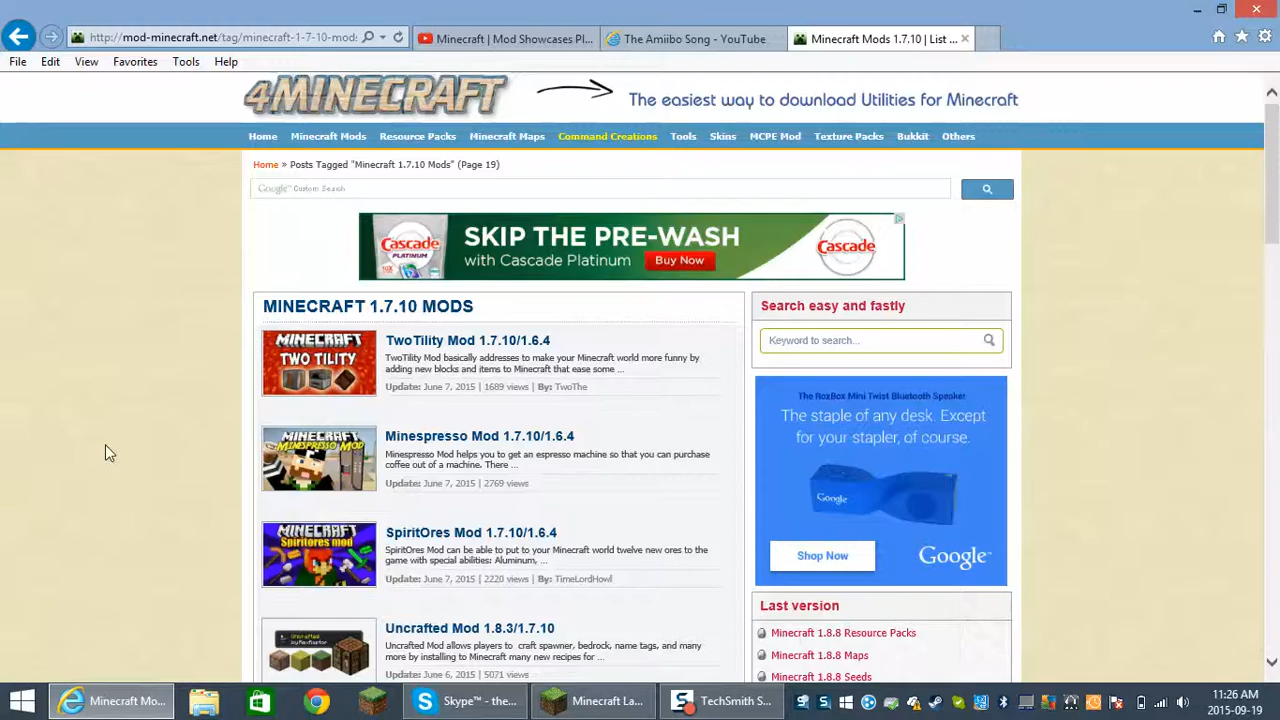 http://mod-minecraft.net/tag/minecraft-1-7-10-mods
Minecraft | Mod Showcases Pl...
The Amiibo Song - YouTube
Minecraft Mods 1.7.10 | List ...
File Edit View Favorites Tools Help
4MINECRAFT
The easiest way to download Utilities for Minecraft
Home Minecraft Mods Resource Packs Minecraft Maps Command Creations Tools Skins MCPE Mod Texture Packs Bukkit Others
Home » Posts Tagged "Minecraft 1.7.10 Mods" (Page 19)
Google™ Custom Search
Cascade
PLATINUM
SKIP THE PRE-WASH
with Cascade Platinum
Buy Now
Cascade
MINECRAFT 1.7.10 MODS
MINECRAFT
TWO TILITY
TwoTility Mod 1.7.10/1.6.4
TwoTility Mod basically addresses to make your Minecraft world more funny by
adding new blocks and items to Minecraft that ease some ...
Update: June 7, 2015 | 1689 views | By: TwoThe
MINECRAFT
MINESPRESSO MOD
Minespresso Mod 1.7.10/1.6.4
Minespresso Mod helps you to get an espresso machine so that you can purchase
coffee out of a machine. There ...
Update: June 7, 2015 | 2769 views
MINECRAFT
Spiritores mod
SpiritOres Mod 1.7.10/1.6.4
SpiritOres Mod can be able to put to your Minecraft world twelve new ores to the
game with special abilities: Aluminum, ...
Update: June 7, 2015 | 2220 views | By: TimeLordHowl
Uncrafted Mod 1.8.3/1.7.10
Uncrafted Mod allows players to craft spawner, bedrock, name tags, and many
more by installing to Minecraft many new recipes for ...
Update: June 6, 2015 | 5071 views
Search easy and fastly
Keyword to search...
The RoxBox Mini Twist Bluetooth Speaker
The staple of any desk. Except
for your stapler, of course.
Google
Shop Now
Google™
Last version
Minecraft 1.8.8 Resource Packs
Minecraft 1.8.8 Maps
Minecraft 1.8.8 Seeds
Minecraft Mo...
Skype™ - the...
Minecraft La...
TechSmith S...
11:26 AM
2015-09-19